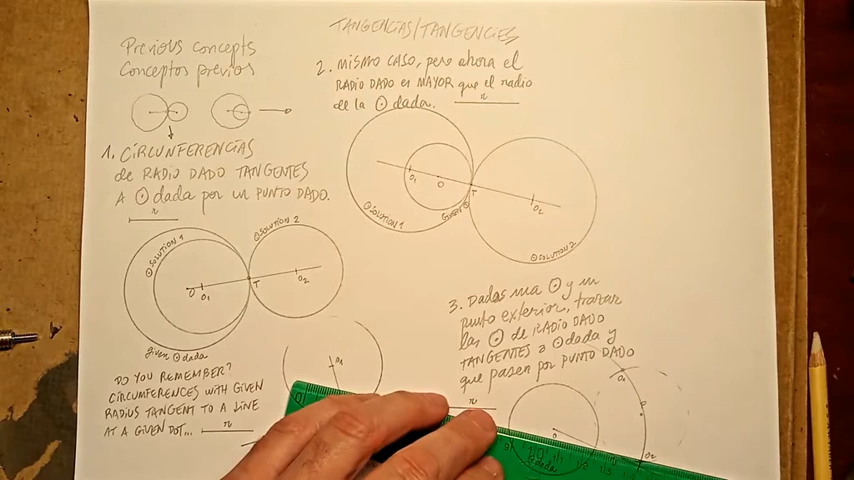 TANGENCIAS/TANGENCIES
Previous concepts
Conceptos previos
1. CIRCUNFERENCIAS
de RADIO DADO TANGENTES
A ⊙ dada por un PUNTO DADO.
r
⊙ SOLUTION 1
⊙ SOLUTION 2
O
O1
T
O2
given ⊙ dada
DO YOU REMEMBER?
CIRCUMFERENCES WITH GIVEN
RADIUS TANGENT TO A LINE
AT A GIVEN DOT...
r
O1
2. MISMO CASO, pero ahora el
RADIO DADO es MAYOR que el radio
de la ⊙ dada.
r
O1
O
T
O2
⊙ SOLUTION 1
GIVEN ⊙
⊙ SOLUTION 2
3. Dadas una ⊙ y un
punto exterior, trazar
las ⊙ de RADIO DADO
TANGENTES a ⊙ dada y
que pasen por PUNTO DADO
r
O1
P
O
O2
⊙ dada